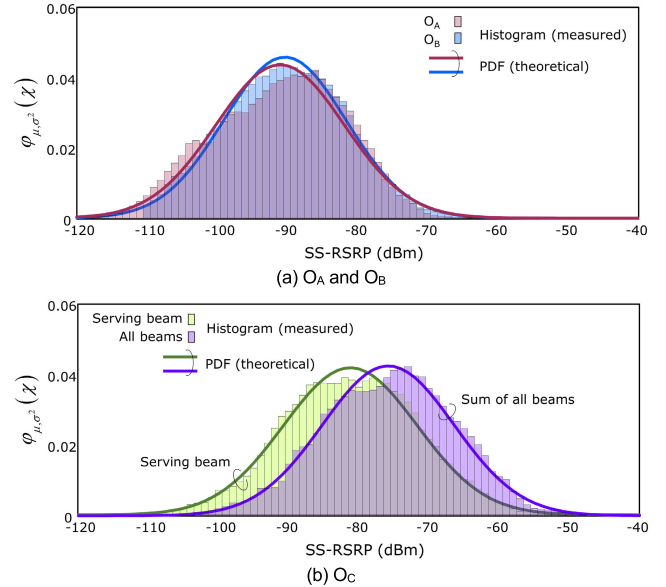 0.06
O_A
O_B
Histogram (measured)
PDF (theoretical)
0.04
0.02
0
φ_μ,σ² (χ)
-120 -110 -100 -90 -80 -70 -60 -50 -40
SS-RSRP (dBm)
(a) O_A and O_B
0.06
Serving beam
All beams
Histogram (measured)
PDF (theoretical)
0.04
Sum of all beams
0.02
Serving beam
0
φ_μ,σ² (χ)
-120 -110 -100 -90 -80 -70 -60 -50 -40
SS-RSRP (dBm)
(b) O_C